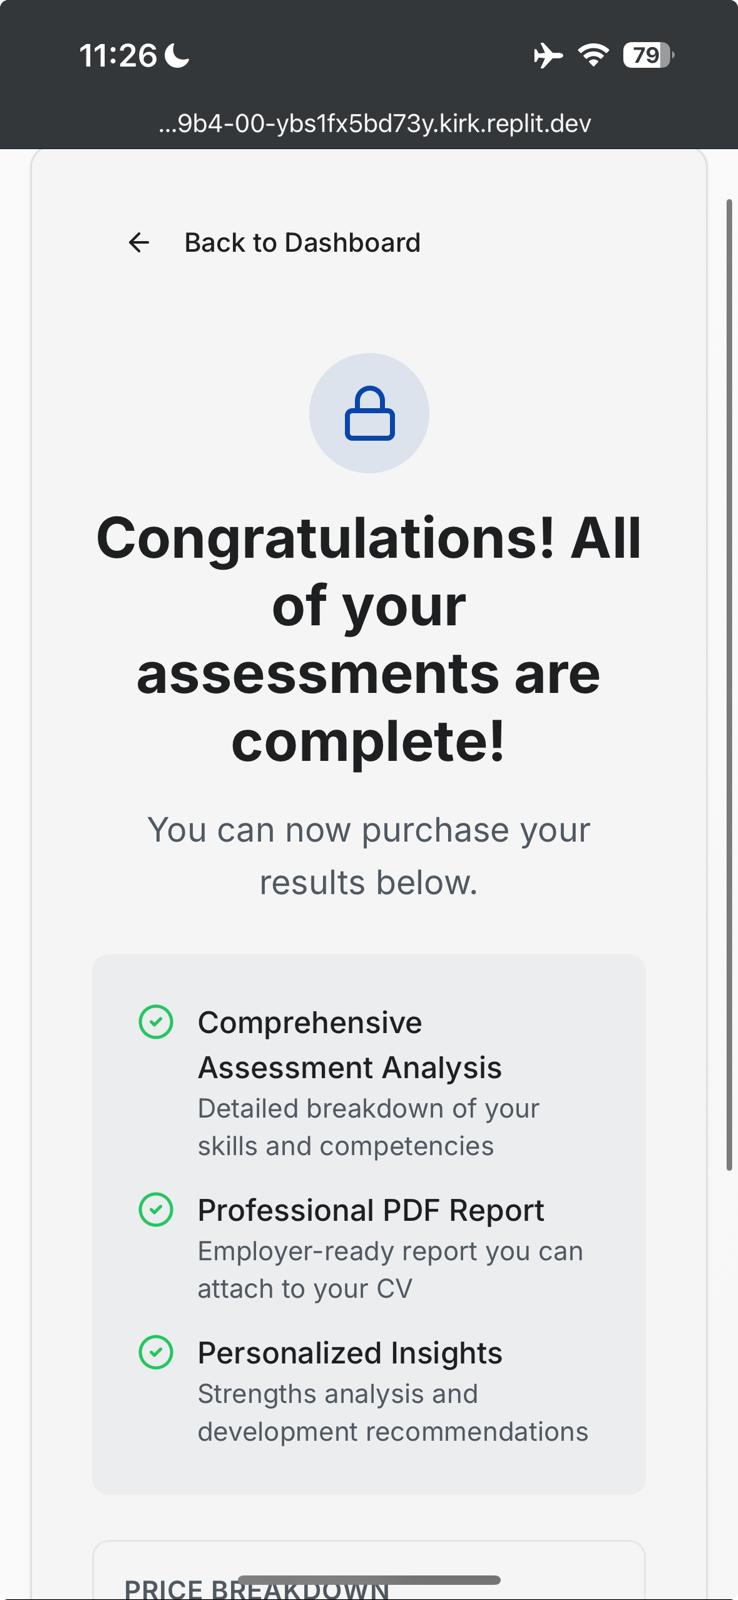 11:26
79
...9b4-00-ybs1fx5bd73y.kirk.replit.dev
Back to Dashboard
Congratulations! All
of your
assessments are
complete!
You can now purchase your
results below.
Comprehensive
Assessment Analysis
Detailed breakdown of your
skills and competencies
Professional PDF Report
Employer-ready report you can
attach to your CV
Personalized Insights
Strengths analysis and
development recommendations
PRICE BREAKDOWN